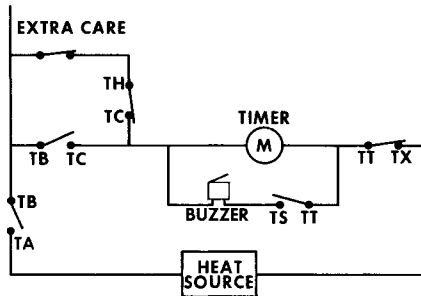 EXTRA CARE
TH
TC
TIMER
M
TB TC
TT TX
TB
BUZZER
TS TT
TA
HEAT
SOURCE